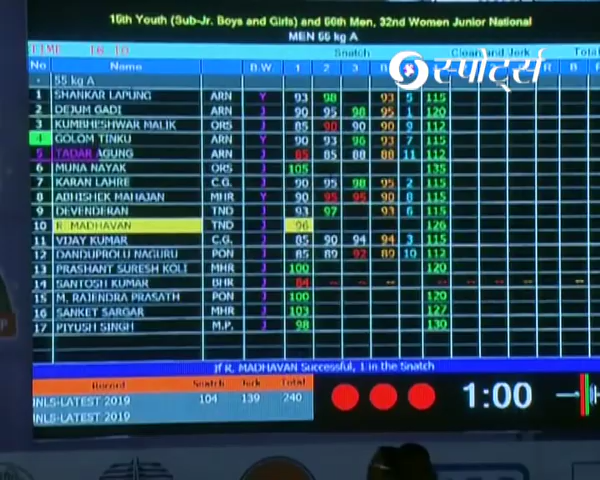 15th Youth (Sub-Jr. Boys and Girls) and 56th Men, 32nd Women Junior National
MEN 55 kg A
TIME 16.10 Snatch Clean and Jerk Total
स्पोर्ट्स
No Name B.W 1 2 3 B R B
- 55 kg A
1 SHANKAR LAPUNG ARN Y 93 98 93 5 115
2 DEJUM GADI ARN J 90 95 98 95 1 120
3 KUMBHESHWAR MALIK ORS J 85 90 90 90 9 112
4 GOLOM TINKU ARN Y 90 93 96 93 7 115
5 TADAR AGUNG ARN J 85 85 88 88 11 112
6 MUNA NAYAK ORS J 105 135
7 KARAN LAHRE C.G. J 90 95 98 95 2 115
8 ABHISHEK MAHAJAN MHR Y 90 95 95 90 8 115
9 DEVENDERAN TND J 93 97 93 6 115
10 R. MADHAVAN TND J 96 126
11 VIJAY KUMAR C.G. J 85 90 94 94 3 115
12 DANDUPROLU NAGURU PON J 85 89 92 89 10 112
13 PRASHANT SURESH KOLI MHR J 100 120
14 SANTOSH KUMAR BHR J 84 -- -- -- -- -- -- -- --
15 M. RAJENDRA PRASATH PON J 100 120
16 SANKET SARGAR MHR J 103 127
17 PIYUSH SINGH M.P. J 98 130
If R. MADHAVAN Successful, 1 in the Snatch
Record Snatch Jerk Total
JNLS-LATEST 2019 104 139 240
JNLS-LATEST 2019
1:00